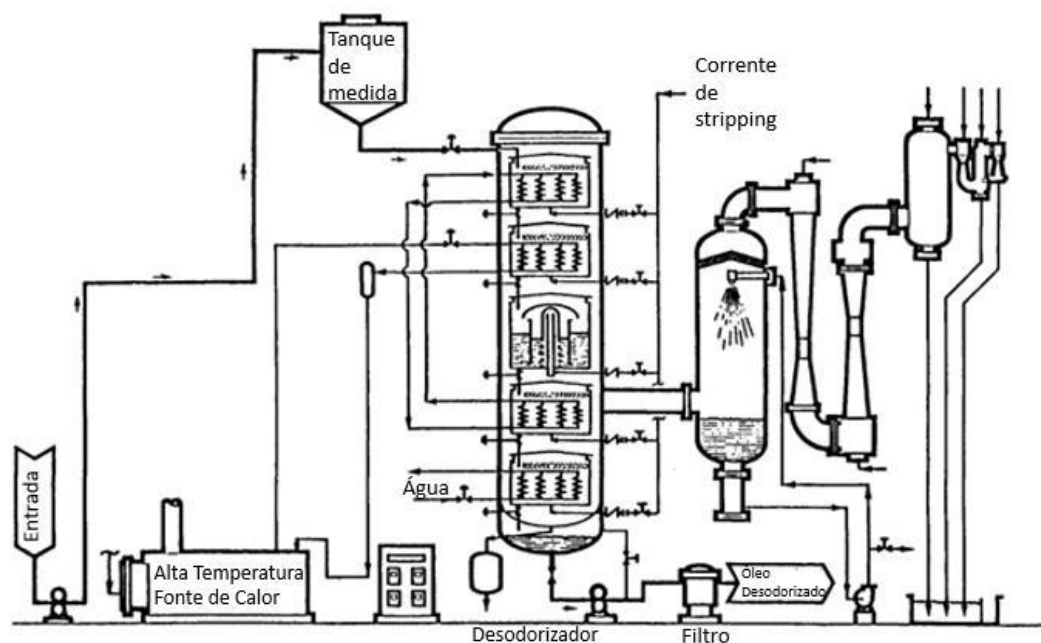 Tanque
de
medida
Corrente
de
stripping
Água
Entrada
Alta Temperatura
Fonte de Calor
Óleo
Desodorizado
Desodorizador
Filtro